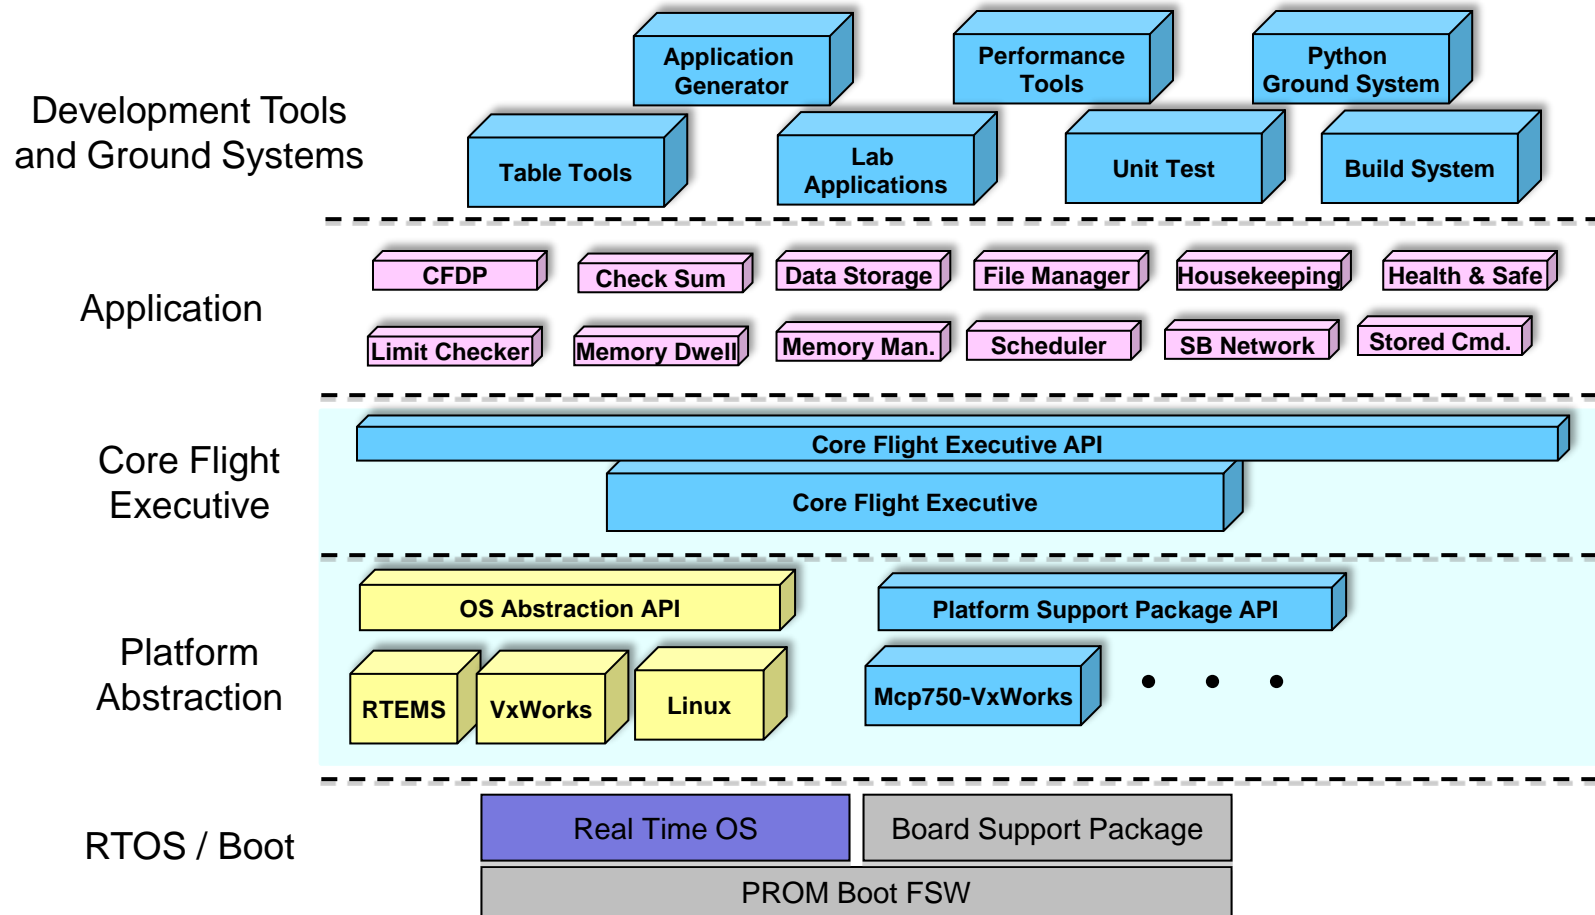 Development Tools
and Ground Systems
Application
Generator
Performance
Tools
Python
Ground System
Table Tools
Lab
Applications
Unit Test
Build System
Application
CFDP
Check Sum
Data Storage
File Manager
Housekeeping
Health & Safe
Limit Checker
Memory Dwell
Memory Man.
Scheduler
SB Network
Stored Cmd.
Core Flight
Executive
Core Flight Executive API
Core Flight Executive
Platform
Abstraction
OS Abstraction API
Platform Support Package API
RTEMS
VxWorks
Linux
Mcp750-VxWorks
• • •
RTOS / Boot
Real Time OS
Board Support Package
PROM Boot FSW